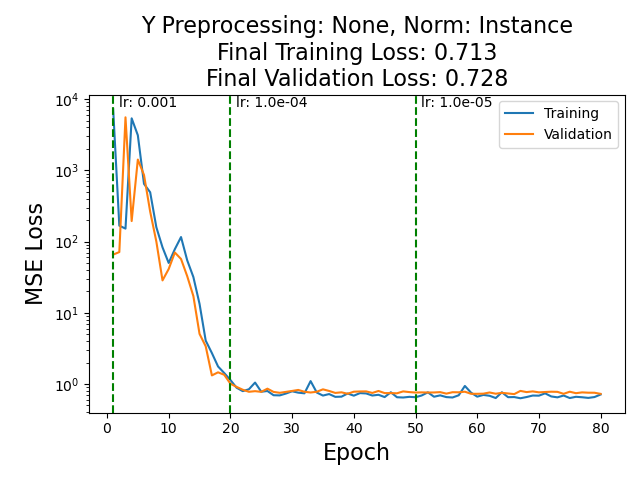 Y Preprocessing: None, Norm: Instance
Final Training Loss: 0.713
Final Validation Loss: 0.728
lr: 0.001
lr: 1.0e-04
lr: 1.0e-05
Training
Validation
MSE Loss
10^4
10^3
10^2
10^1
10^0
0 10 20 30 40 50 60 70 80
Epoch